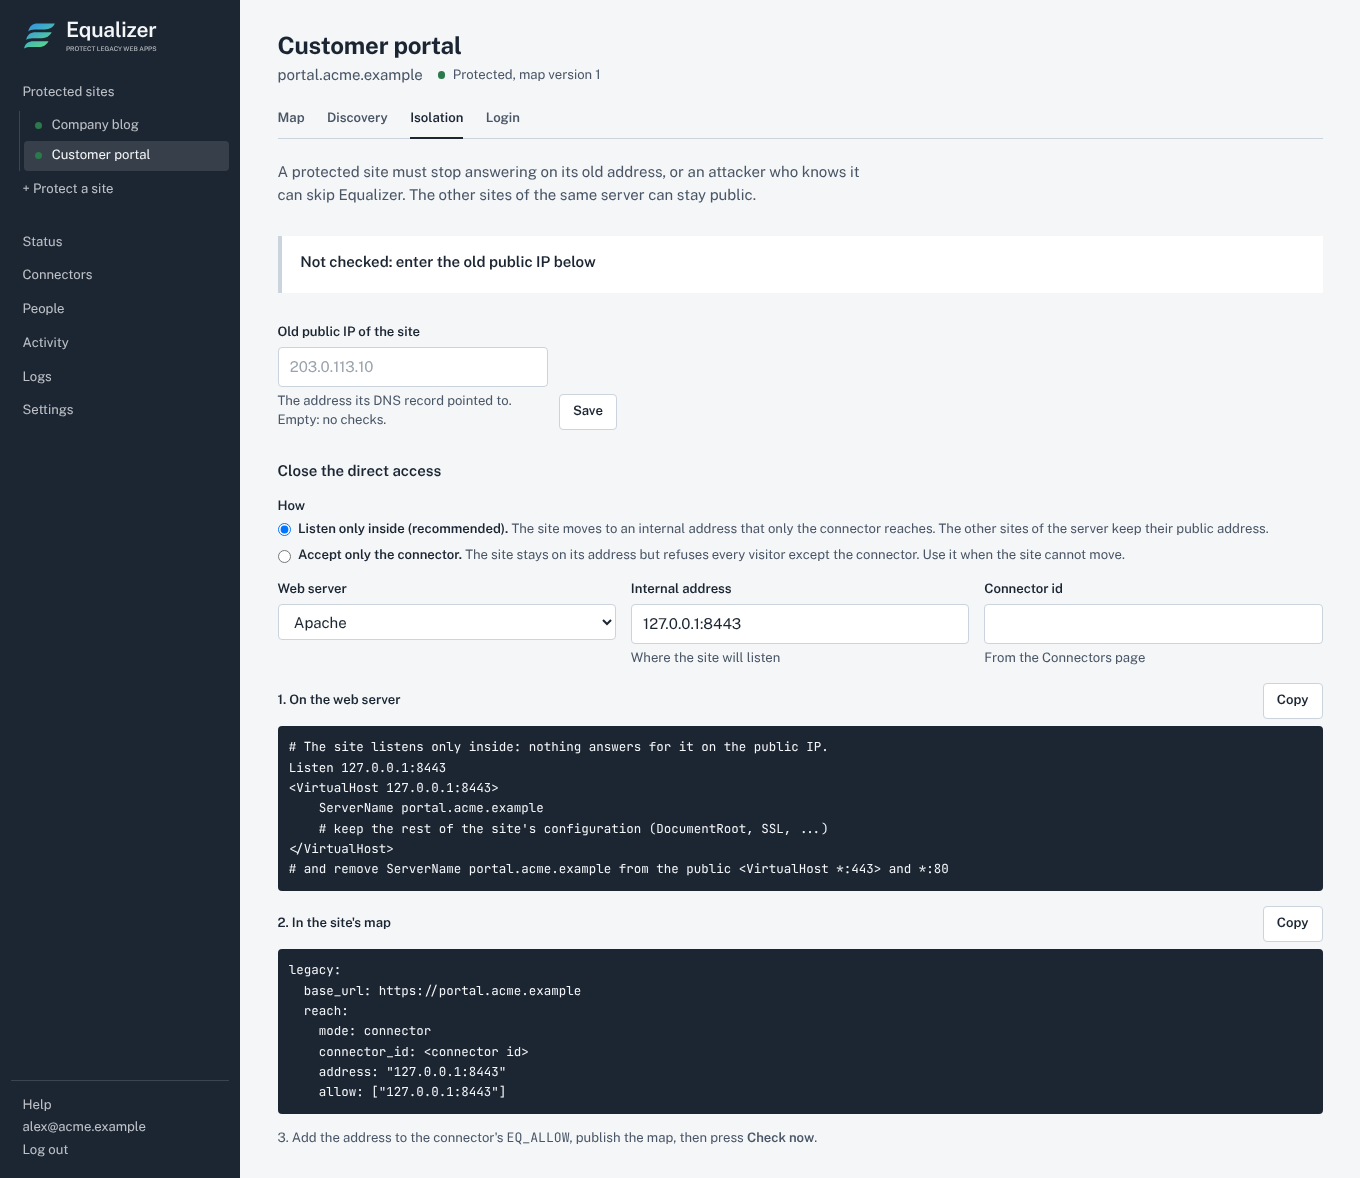 Equalizer
PROTECT LEGACY WEB APPS
Protected sites
Company blog
Customer portal
+ Protect a site
Status
Connectors
People
Activity
Logs
Settings
Help
alex@acme.example
Log out
Customer portal
portal.acme.example Protected, map version 1
Map Discovery Isolation Login
A protected site must stop answering on its old address, or an attacker who knows it
can skip Equalizer. The other sites of the same server can stay public.
Not checked: enter the old public IP below
Old public IP of the site
203.0.113.10
The address its DNS record pointed to.
Empty: no checks.
Save
Close the direct access
How
Listen only inside (recommended). The site moves to an internal address that only the connector reaches. The other sites of the server keep their public address.
Accept only the connector. The site stays on its address but refuses every visitor except the connector. Use it when the site cannot move.
Web server Internal address Connector id
Apache 127.0.0.1:8443
Where the site will listen From the Connectors page
1. On the web server Copy
# The site listens only inside: nothing answers for it on the public IP.
Listen 127.0.0.1:8443
<VirtualHost 127.0.0.1:8443>
    ServerName portal.acme.example
    # keep the rest of the site's configuration (DocumentRoot, SSL, ...)
</VirtualHost>
# and remove ServerName portal.acme.example from the public <VirtualHost *:443> and *:80
2. In the site's map Copy
legacy:
  base_url: https://portal.acme.example
  reach:
    mode: connector
    connector_id: <connector id>
    address: "127.0.0.1:8443"
    allow: ["127.0.0.1:8443"]
3. Add the address to the connector's EQ_ALLOW, publish the map, then press Check now.